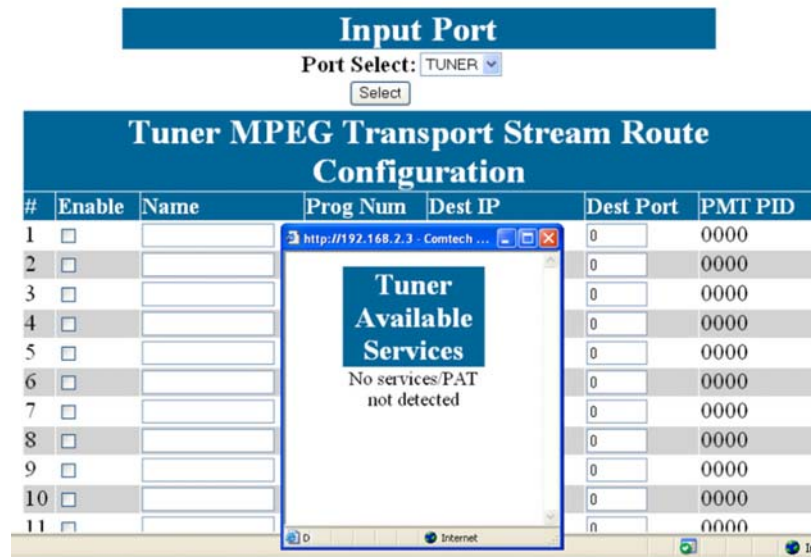 Input Port
Port Select: TUNER
Select
Tuner MPEG Transport Stream Route
Configuration
# Enable Name Prog Num Dest IP Dest Port PMT PID
http://192.168.2.3 - Comtech ...
Tuner
Available
Services
No services/PAT
not detected
1 0 0000
2 0 0000
3 0 0000
4 0 0000
5 0 0000
6 0 0000
7 0 0000
8 0 0000
9 0 0000
10 0 0000
11 0 0000
D Internet